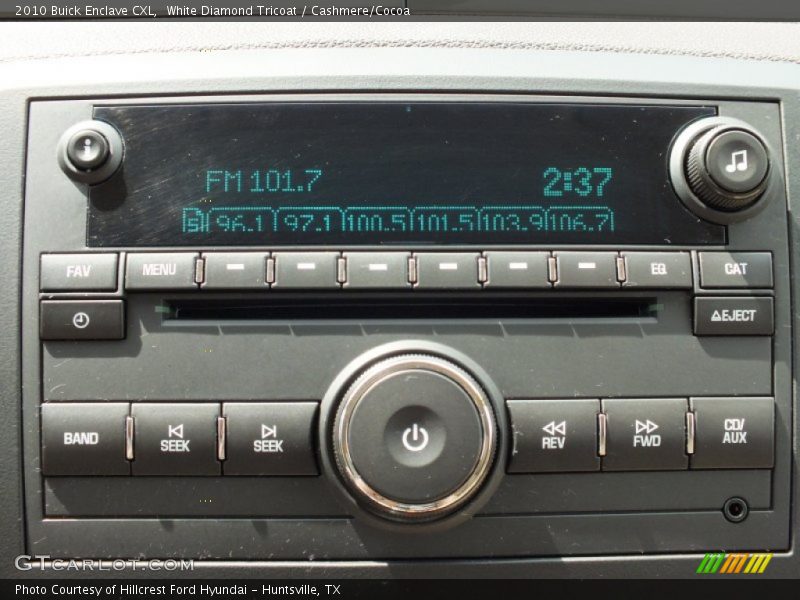 2010 Buick Enclave CXL,  White Diamond Tricoat / Cashmere/Cocoa
i
FM 101.7 2:37
96.1 97.1 100.5 101.5 103.9 106.7
FAV MENU EQ CAT
EJECT
BAND SEEK SEEK REV FWD CD/
AUX
GTCARLOT.COM
Photo Courtesy of Hillcrest Ford Hyundai - Huntsville, TX